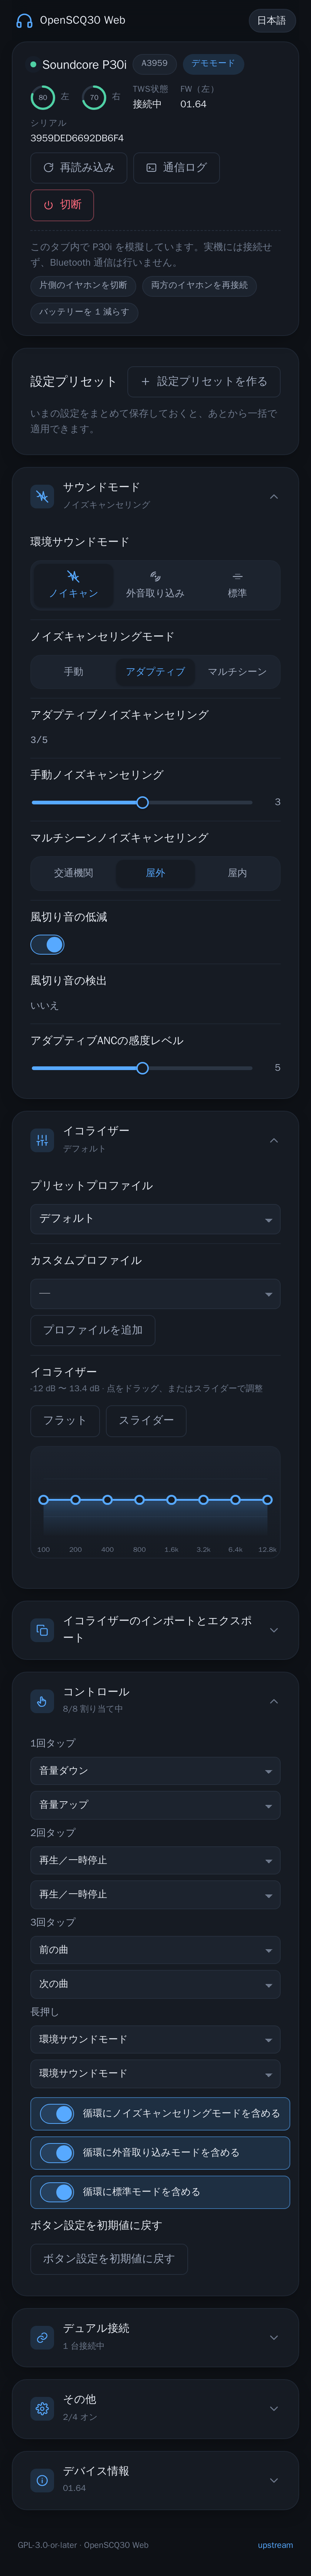 OpenSCQ30 Web
日本語
Soundcore P30i
A3959
デモモード
80
左
70
右
TWS状態
接続中
FW（左）
01.64
シリアル
3959DED6692DB6F4
再読み込み
通信ログ
切断
このタブ内で P30i を模擬しています。実機には接続せ
ず、Bluetooth 通信は行いません。
片側のイヤホンを切断
両方のイヤホンを再接続
バッテリーを 1 減らす
設定プリセット
設定プリセットを作る
いまの設定をまとめて保存しておくと、あとから一括で
適用できます。
サウンドモード
ノイズキャンセリング
環境サウンドモード
ノイキャン
外音取り込み
標準
ノイズキャンセリングモード
手動
アダプティブ
マルチシーン
アダプティブノイズキャンセリング
3/5
手動ノイズキャンセリング
3
マルチシーンノイズキャンセリング
交通機関
屋外
屋内
風切り音の低減
風切り音の検出
いいえ
アダプティブANCの感度レベル
5
イコライザー
デフォルト
プリセットプロファイル
デフォルト
カスタムプロファイル
—
プロファイルを追加
イコライザー
-12 dB 〜 13.4 dB · 点をドラッグ、またはスライダーで調整
フラット
スライダー
100
200
400
800
1.6k
3.2k
6.4k
12.8k
イコライザーのインポートとエクスポ
ート
コントロール
8/8 割り当て中
1回タップ
音量ダウン
音量アップ
2回タップ
再生／一時停止
再生／一時停止
3回タップ
前の曲
次の曲
長押し
環境サウンドモード
環境サウンドモード
循環にノイズキャンセリングモードを含める
循環に外音取り込みモードを含める
循環に標準モードを含める
ボタン設定を初期値に戻す
ボタン設定を初期値に戻す
デュアル接続
1 台接続中
その他
2/4 オン
デバイス情報
01.64
GPL-3.0-or-later · OpenSCQ30 Web
upstream